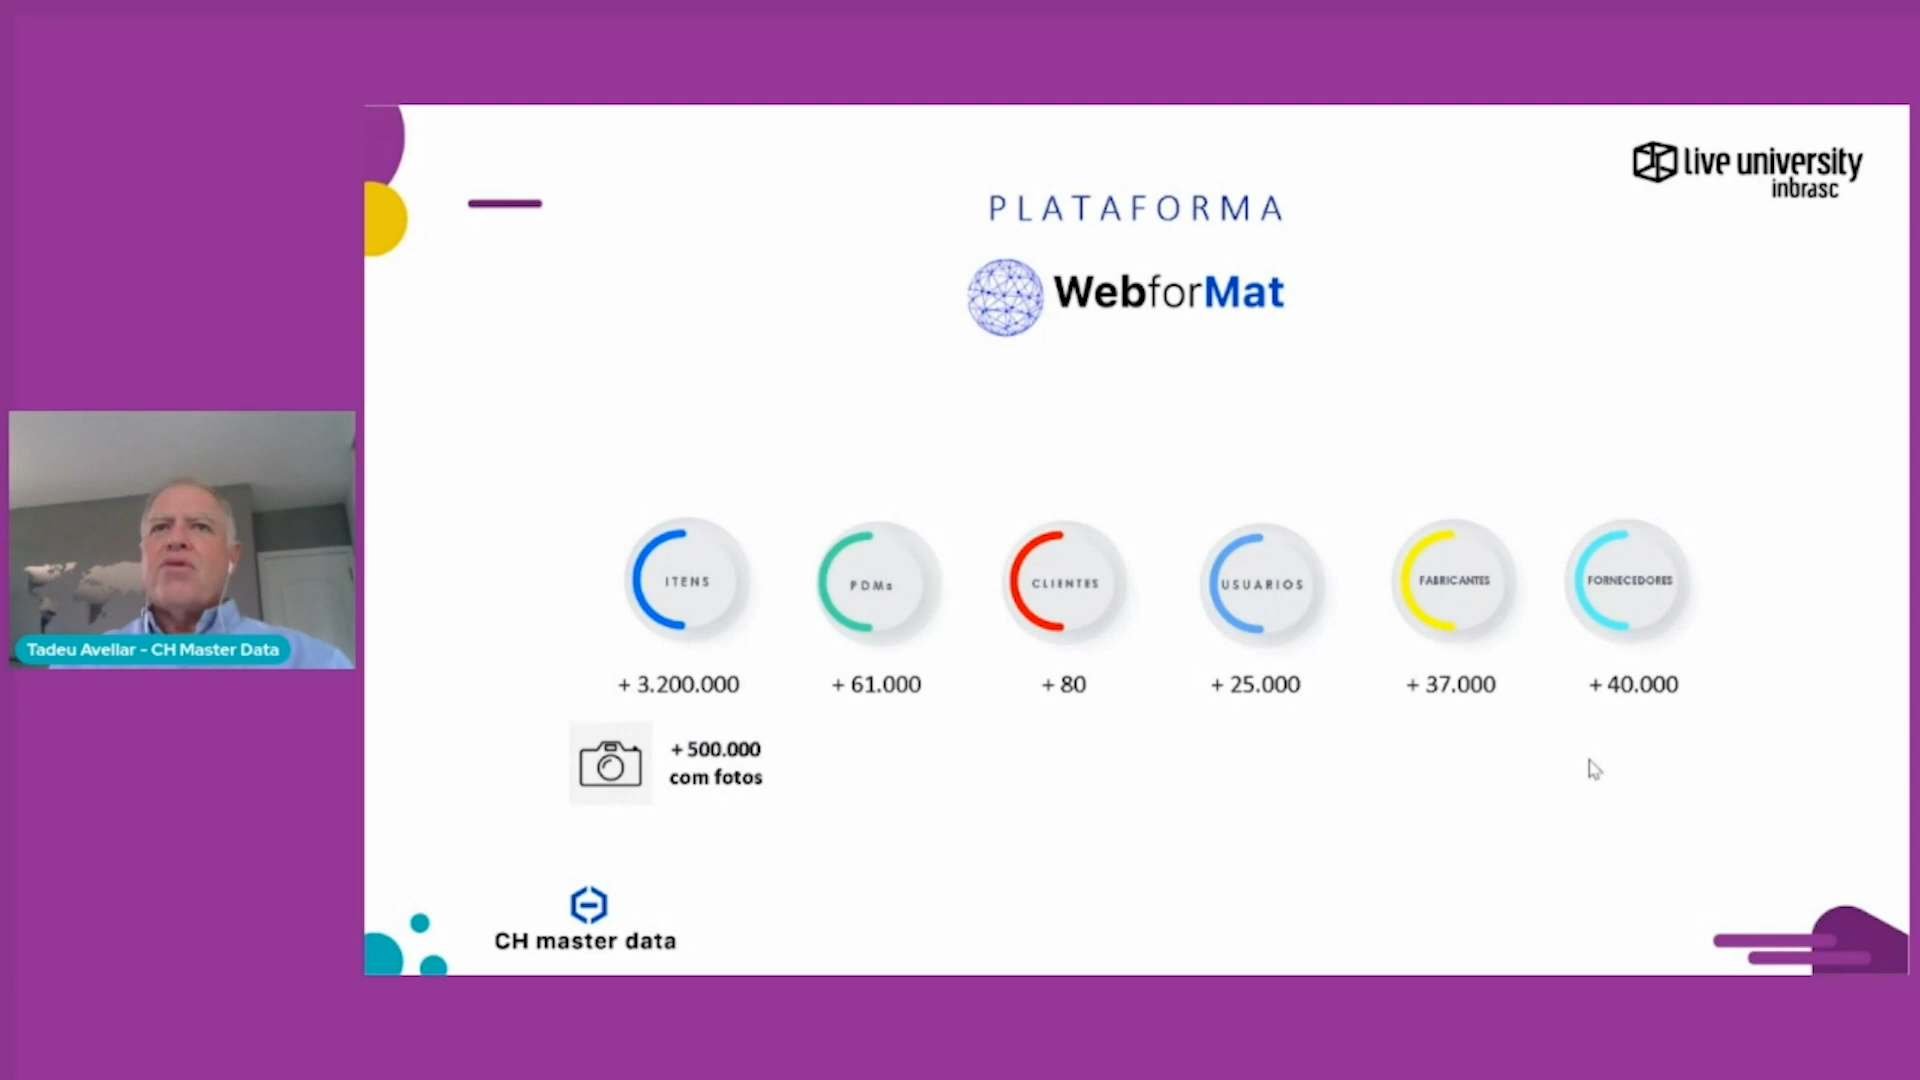 live university
inbrasc
PLATAFORMA
WebforMat
ITENS
PDMs
CLIENTES
USUARIOS
FABRICANTES
FORNECEDORES
+ 3.200.000
+ 61.000
+ 80
+ 25.000
+ 37.000
+ 40.000
+ 500.000
com fotos
CH master data
Tadeu Avellar - CH Master Data